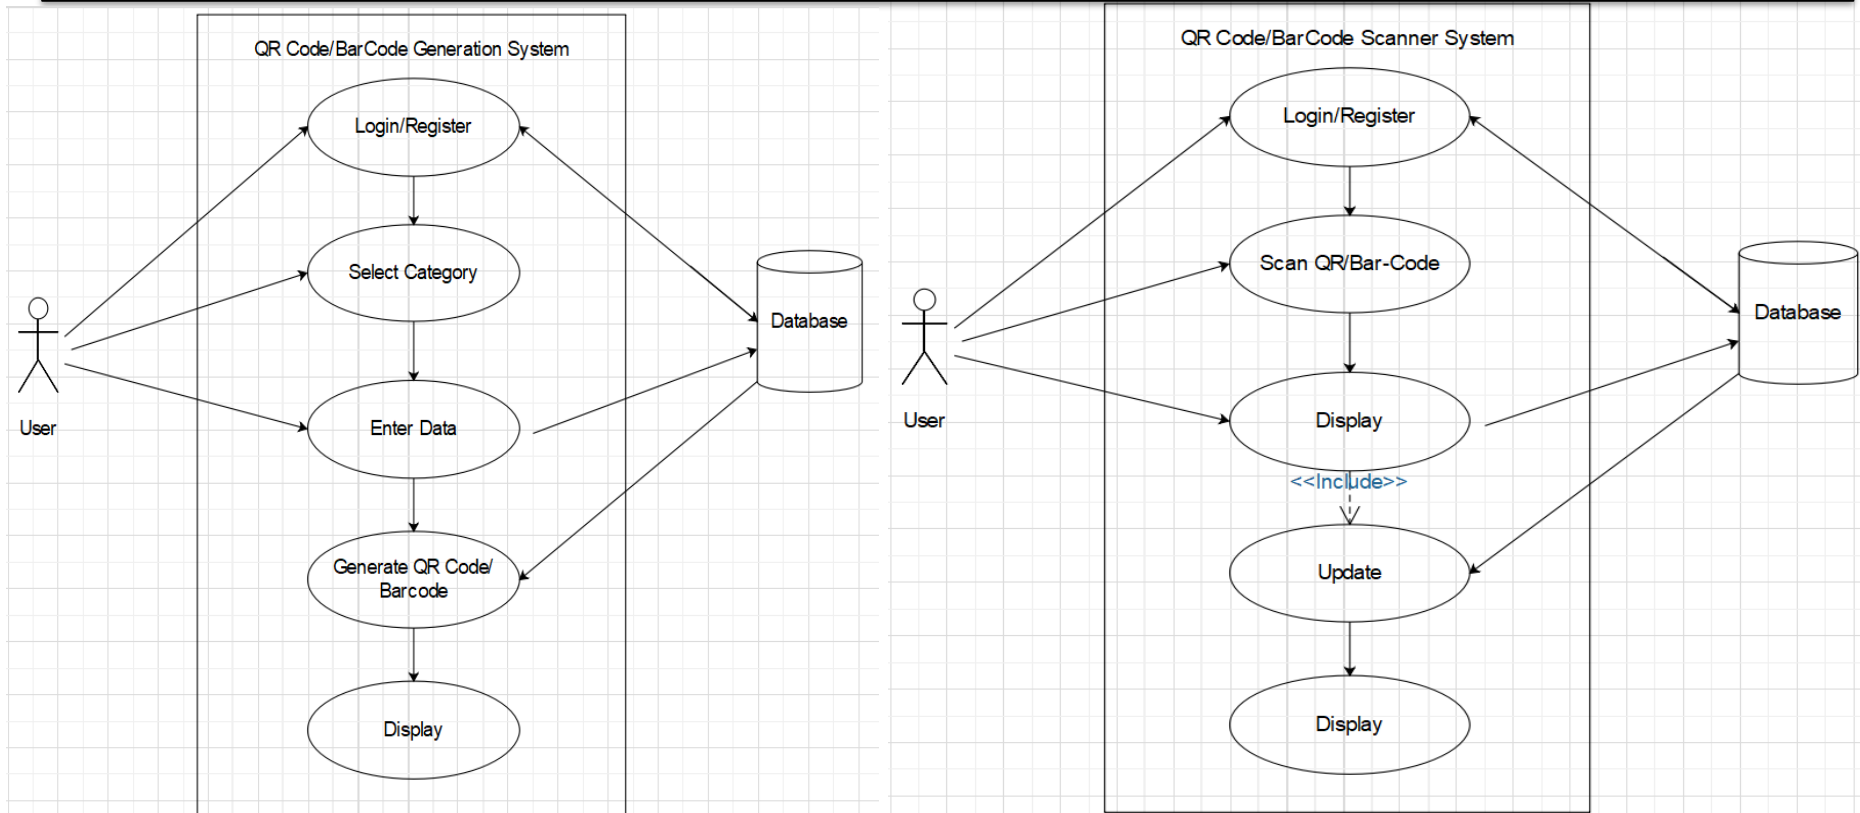 QR Code/BarCode Generation System
Login/Register
Select Category
Database
User
Enter Data
Generate QR Code/
Barcode
Display
QR Code/BarCode Scanner System
Login/Register
Scan QR/Bar-Code
Database
User
Display
<<Include>>
Update
Display